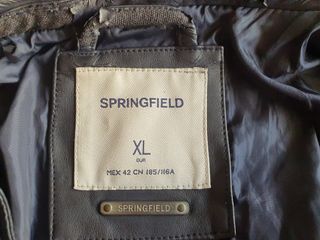 SPRINGFIELD
XL
EUR
MEX 42 CN 185/116A
SPRINGFIELD